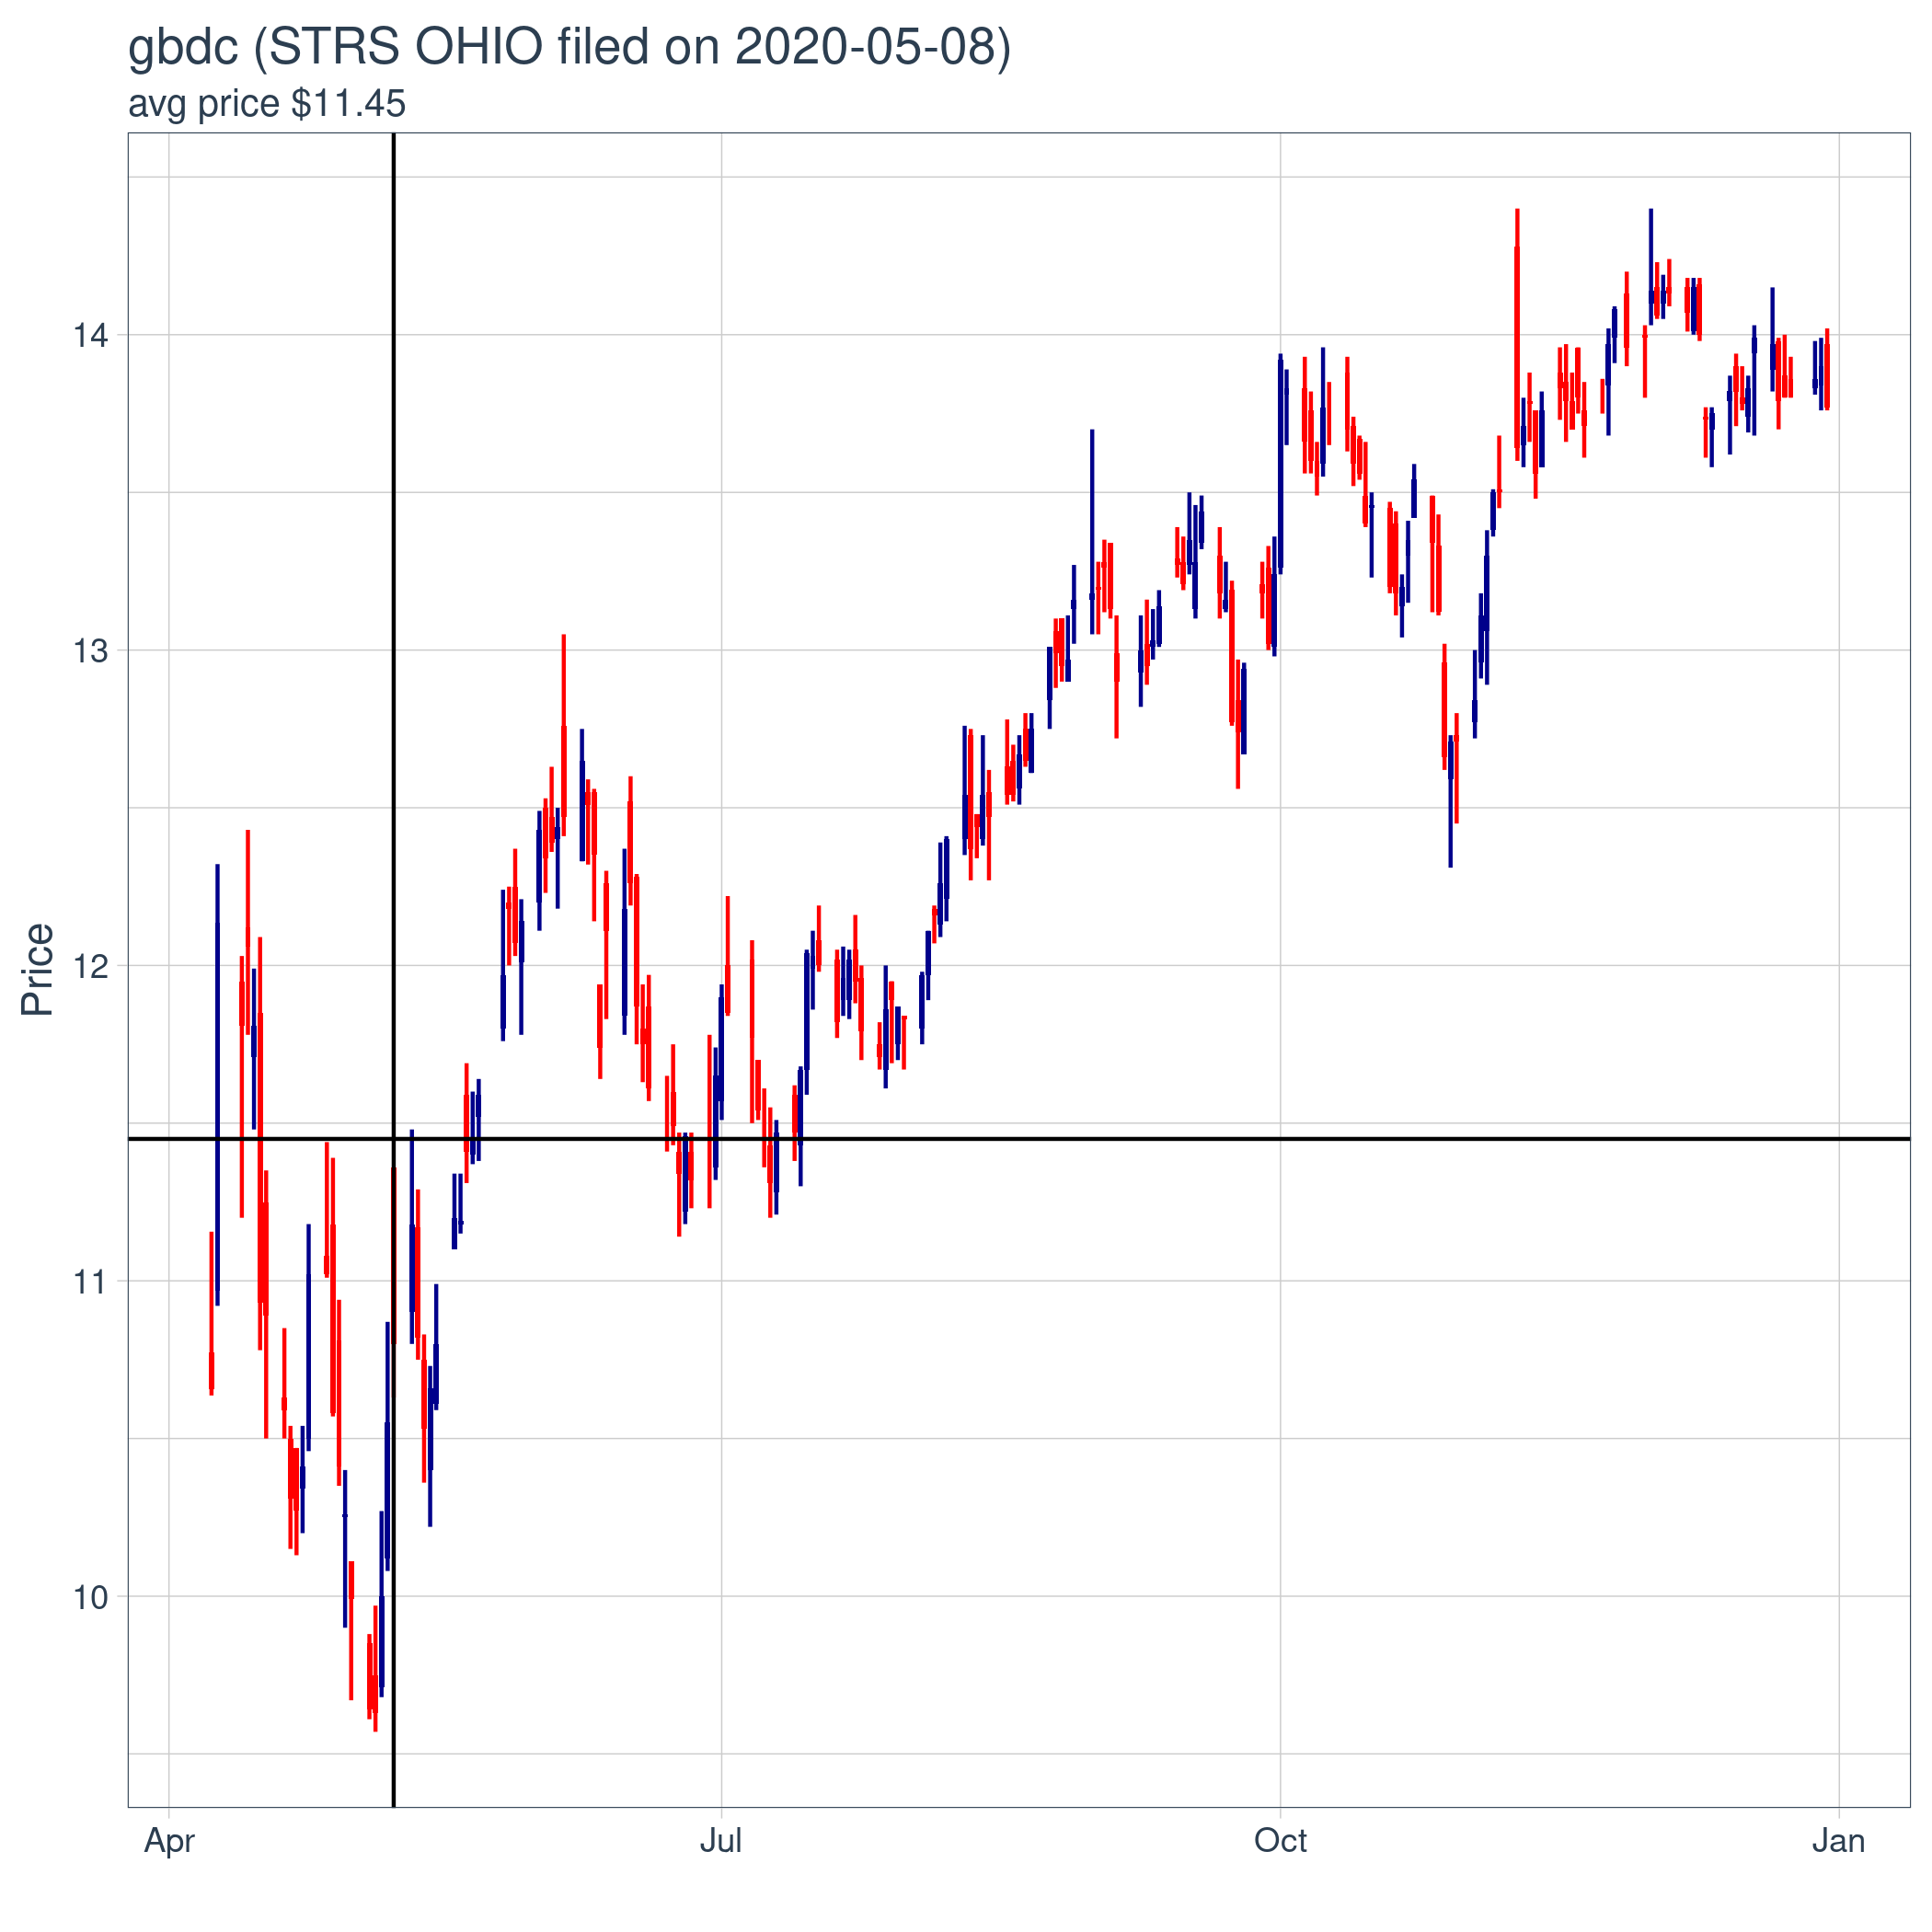 gbdc (STRS OHIO filed on 2020-05-08)
avg price $11.45
14
13
12
11
10
Price
Apr Jul Oct Jan